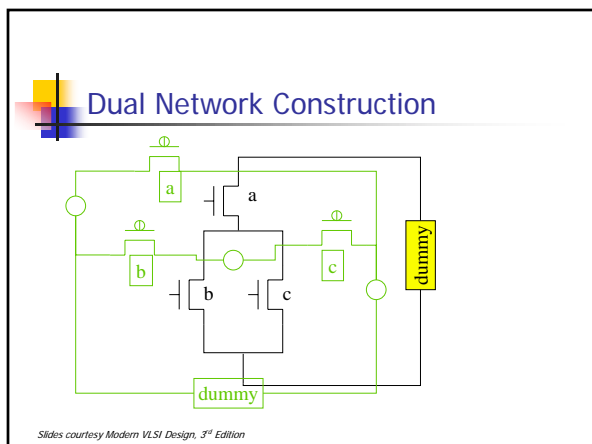 Dual Network Construction
a
a
b
c
b
c
dummy
dummy
Slides courtesy Modern VLSI Design, 3rd Edition